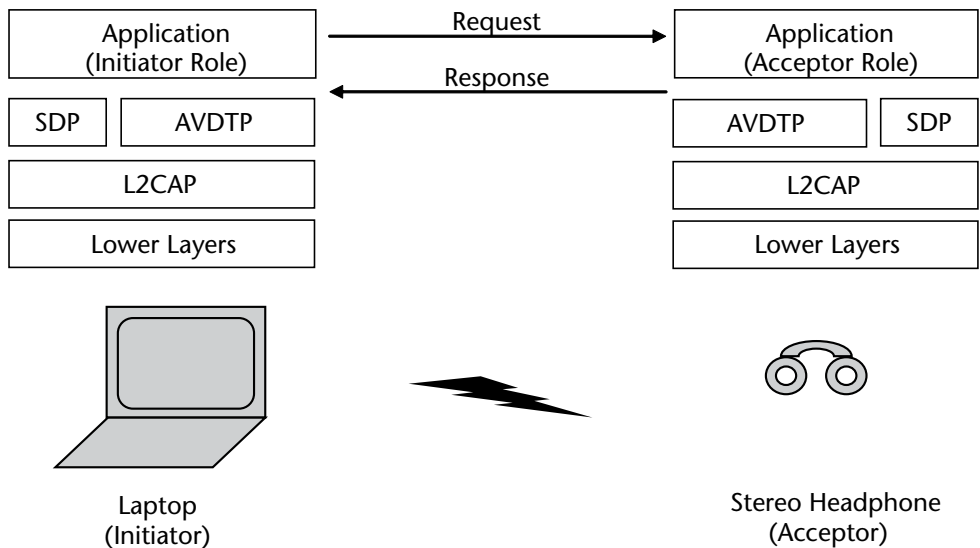 Application
(Initiator Role)
Request
Application
(Acceptor Role)
Response
SDP
AVDTP
AVDTP
SDP
L2CAP
L2CAP
Lower Layers
Lower Layers
Laptop
(Initiator)
Stereo Headphone
(Acceptor)